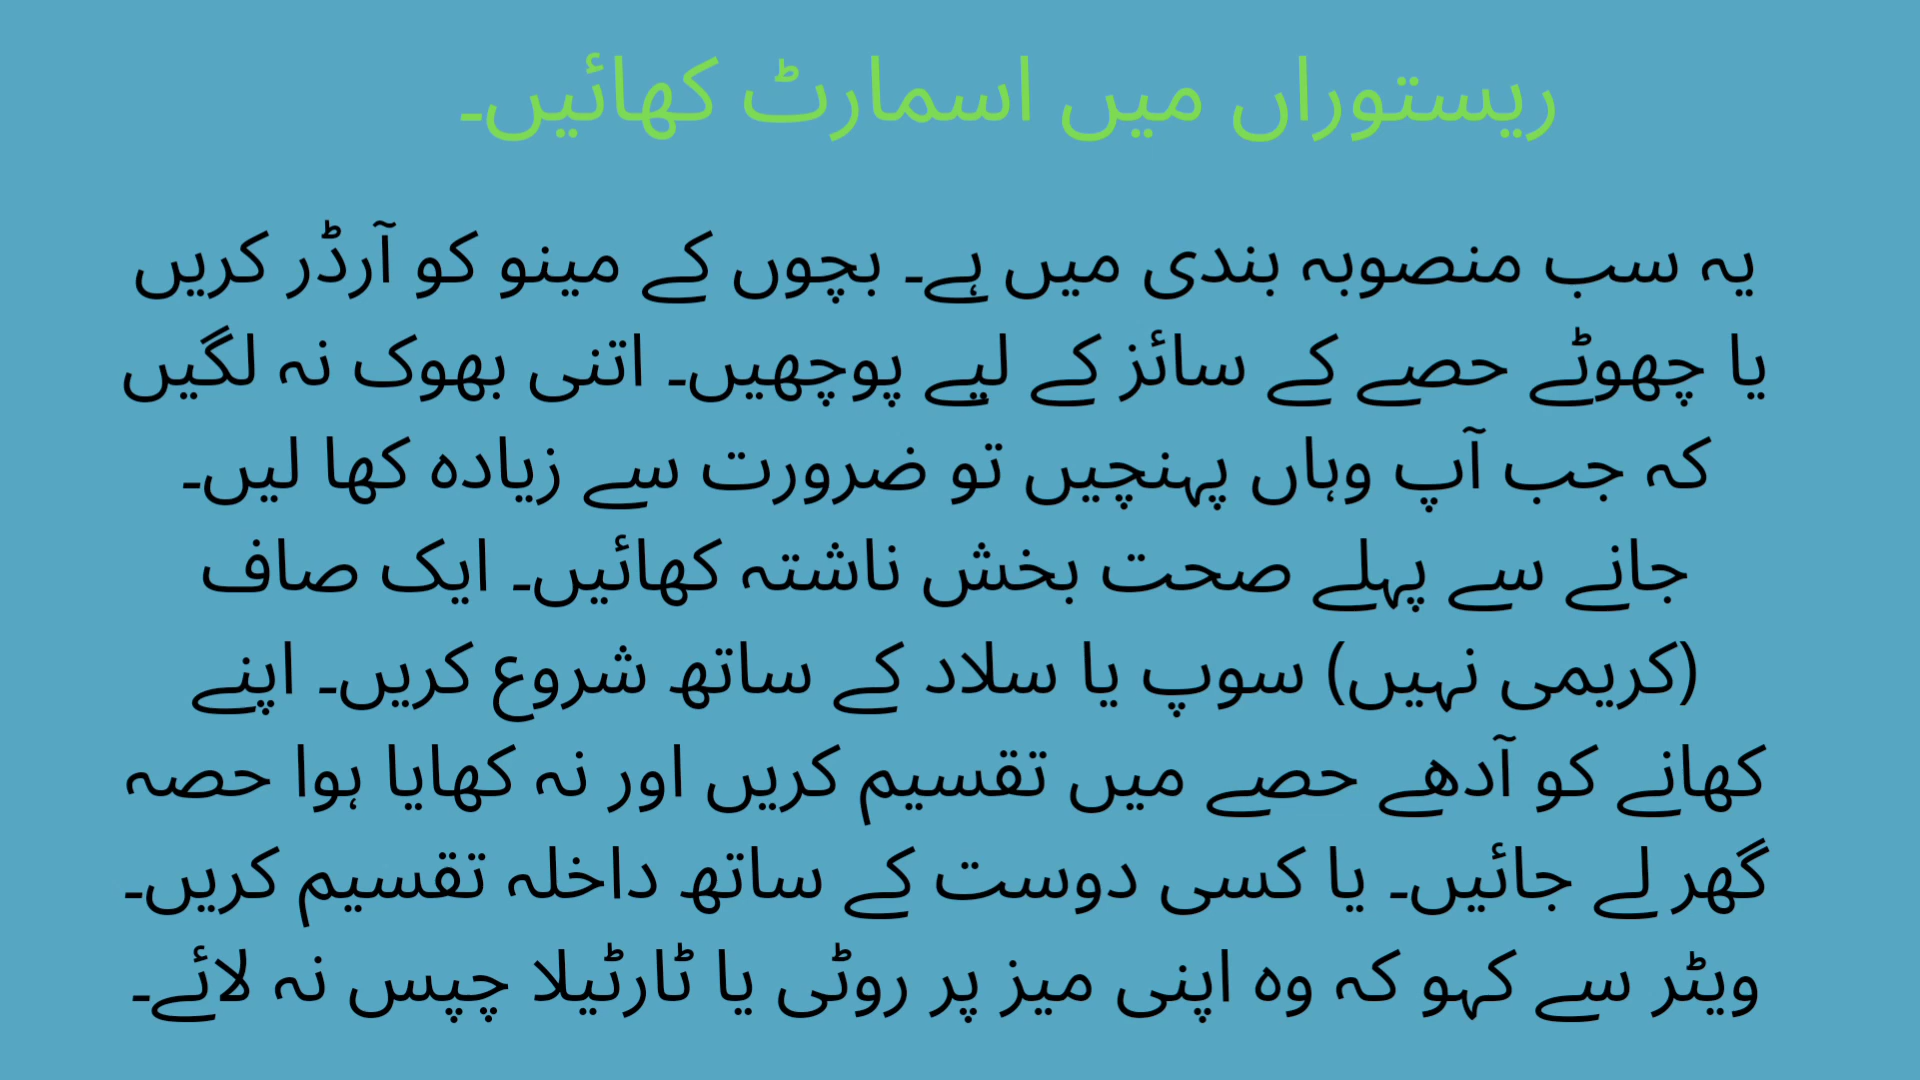 ریستوراں میں اسمارٹ کھائیں۔
یہ سب منصوبہ بندی میں ہے۔ بچوں کے مینو کو آرڈر کریں
یا چھوٹے حصے کے سائز کے لیے پوچھیں۔ اتنی بھوک نہ لگیں
کہ جب آپ وہاں پہنچیں تو ضرورت سے زیادہ کھا لیں۔
جانے سے پہلے صحت بخش ناشتہ کھائیں۔ ایک صاف
(کریمی نہیں) سوپ یا سلاد کے ساتھ شروع کریں۔ اپنے
کھانے کو آدھے حصے میں تقسیم کریں اور نہ کھایا ہوا حصہ
گھر لے جائیں۔ یا کسی دوست کے ساتھ داخلہ تقسیم کریں۔
ویٹر سے کہو کہ وہ اپنی میز پر روٹی یا ٹارٹیلا چپس نہ لائے۔